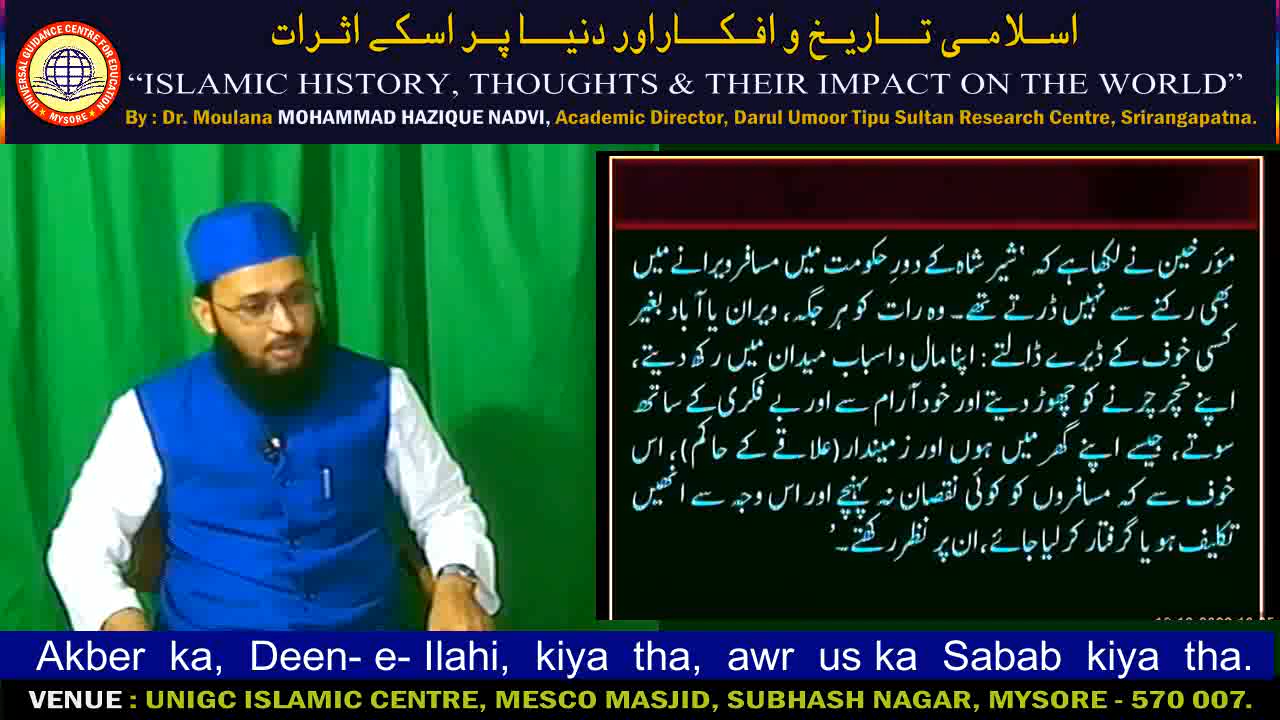 اسلامی تاریخ و افکار اور دنیا پر اسکے اثرات
“ISLAMIC HISTORY, THOUGHTS & THEIR IMPACT ON THE WORLD”
By : Dr. Moulana MOHAMMAD HAZIQUE NADVI, Academic Director, Darul Umoor Tipu Sultan Research Centre, Srirangapatna.
UNIVERSAL GUIDANCE CENTRE FOR EDUCATION
★ MYSORE ★
مؤرخین نے لکھا ہے کہ 'شیر شاہ کے دورِ حکومت میں مسافر ویرانے میں
بھی رکنے سے نہیں ڈرتے تھے۔ وہ رات کو ہر جگہ، ویران یا آباد بغیر
کسی خوف کے ڈیرے ڈالتے: اپنا مال و اسباب میدان میں رکھ دیتے،
اپنے خچر چرنے کو چھوڑ دیتے اور خود آرام سے اور بے فکری کے ساتھ
سوتے، جیسے اپنے گھر میں ہوں اور زمیندار (علاقے کے حاکم)، اس
خوف سے کہ مسافروں کو کوئی نقصان نہ پہنچے اور اس وجہ سے انھیں
تکلیف ہو یا گرفتار کر لیا جائے، ان پر نظر رکھتے۔'
Akber ka, Deen- e- Ilahi, kiya tha, awr us ka Sabab kiya tha.
VENUE : UNIGC ISLAMIC CENTRE, MESCO MASJID, SUBHASH NAGAR, MYSORE - 570 007.